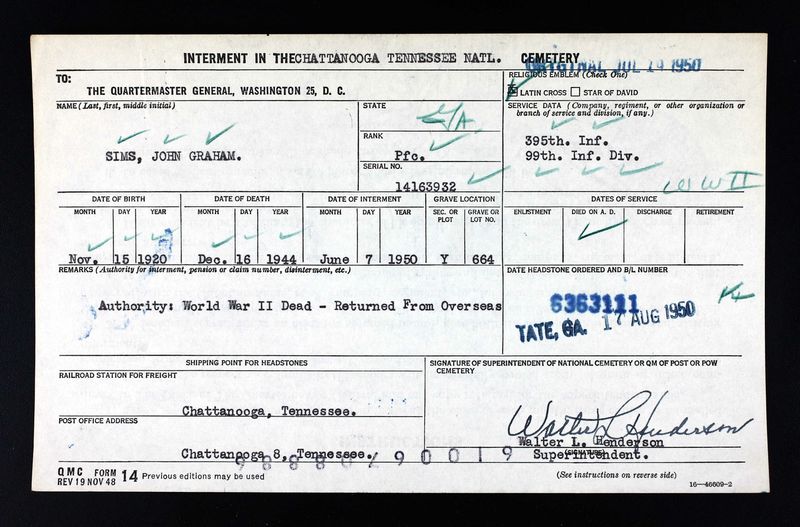 INTERMENT IN THE CHATTANOOGA TENNESSEE NATL. CEMETERY
ORIGINAL JUL 19 1950
TO:
THE QUARTERMASTER GENERAL, WASHINGTON 25, D. C.
RELIGIOUS EMBLEM (Check One)
LATIN CROSS STAR OF DAVID
NAME (Last, first, middle initial)
SIMS, JOHN GRAHAM.
STATE
RANK
Pfc.
SERIAL NO.
14163932
SERVICE DATA (Company, regiment, or other organization or
branch of service and division, if any.)
395th. Inf.
99th. Inf. Div.
WW II
DATE OF BIRTH DATE OF DEATH DATE OF INTERMENT GRAVE LOCATION DATES OF SERVICE
MONTH DAY YEAR MONTH DAY YEAR MONTH DAY YEAR SEC. OR PLOT GRAVE OR LOT NO. ENLISTMENT DIED ON A. D. DISCHARGE RETIREMENT
Nov. 15 1920 Dec. 16 1944 June 7 1950 Y 664
REMARKS (Authority for interment, pension or claim number, disinterment, etc.)
Authority: World War II Dead - Returned From Overseas
DATE HEADSTONE ORDERED AND B/L NUMBER
6363111
TATE, GA. 17 AUG 1950
SHIPPING POINT FOR HEADSTONES
RAILROAD STATION FOR FREIGHT
Chattanooga, Tennessee.
POST OFFICE ADDRESS
Chattanooga 8, Tennessee.
SIGNATURE OF SUPERINTENDENT OF NATIONAL CEMETERY OR QM OF POST OR POW
CEMETERY
Walter L Henderson
Walter L. Henderson
(SIGNATURE)
Superintendent.
QMC FORM
REV 19 NOV 48 14 Previous editions may be used
(See instructions on reverse side)
16—46609-2